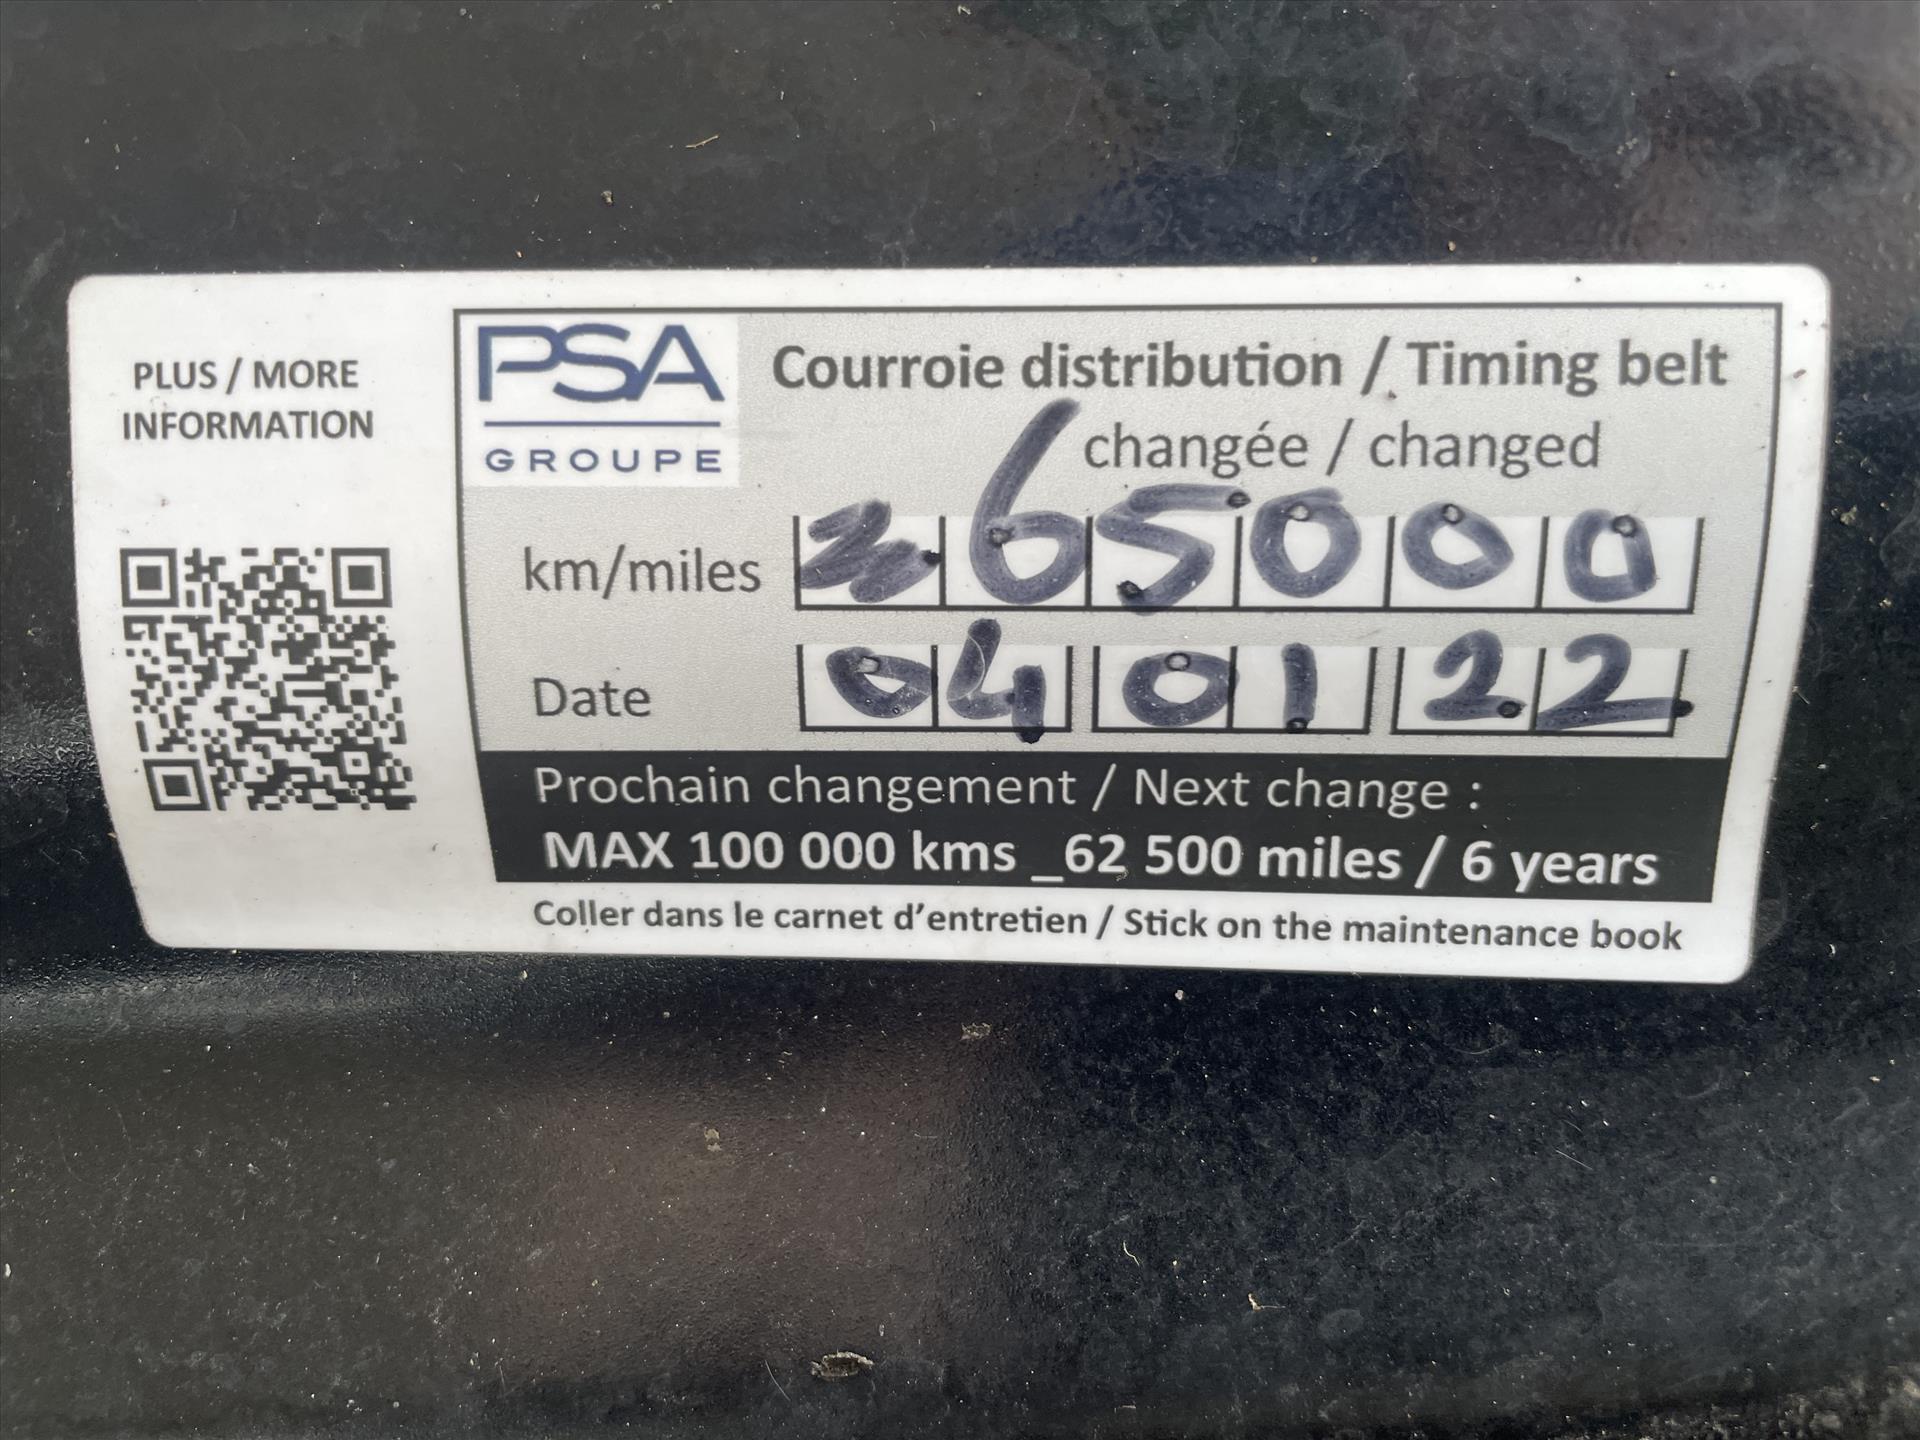 PLUS / MORE
INFORMATION
PSA
GROUPE
Courroie distribution / Timing belt
changée / changed
km/miles 65000
Date 04 01 22
Prochain changement / Next change :
MAX 100 000 kms _62 500 miles / 6 years
Coller dans le carnet d'entretien / Stick on the maintenance book